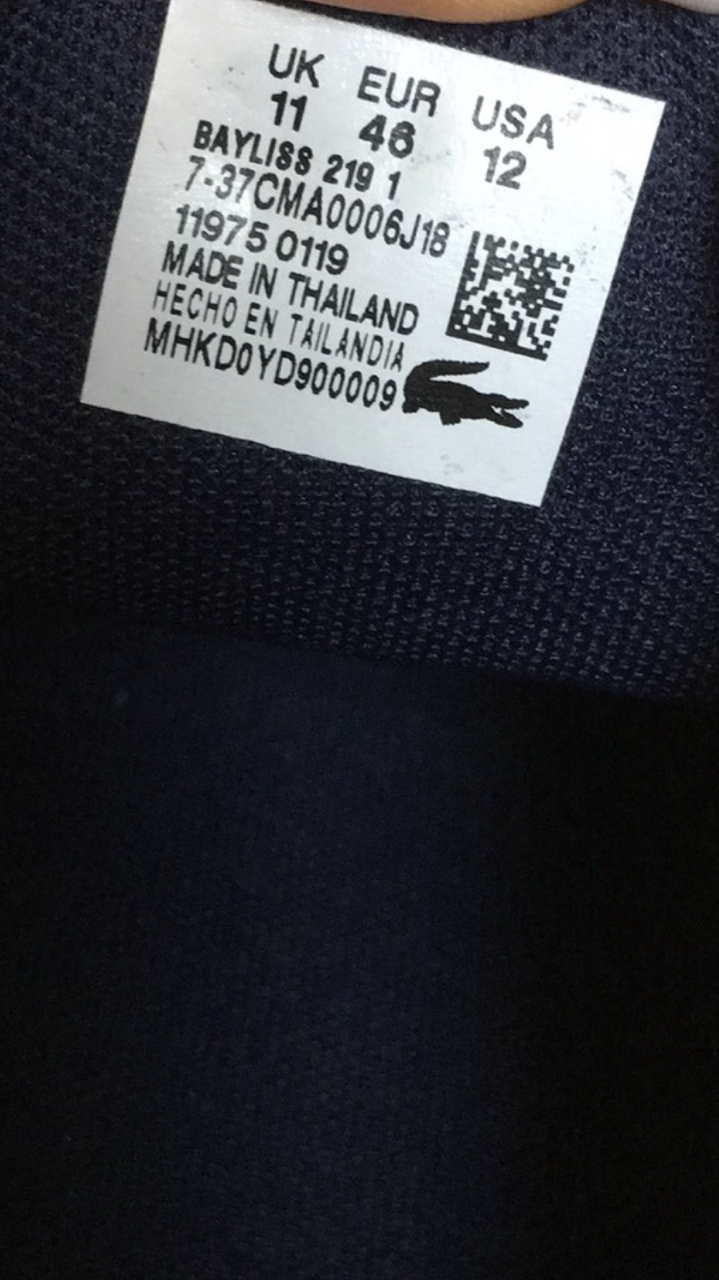 UK EUR USA
11 46 12
BAYLISS 219 1
7-37CMA0006J18
11975 0119
MADE IN THAILAND
HECHO EN TAILANDIA
MHKD0YD900009